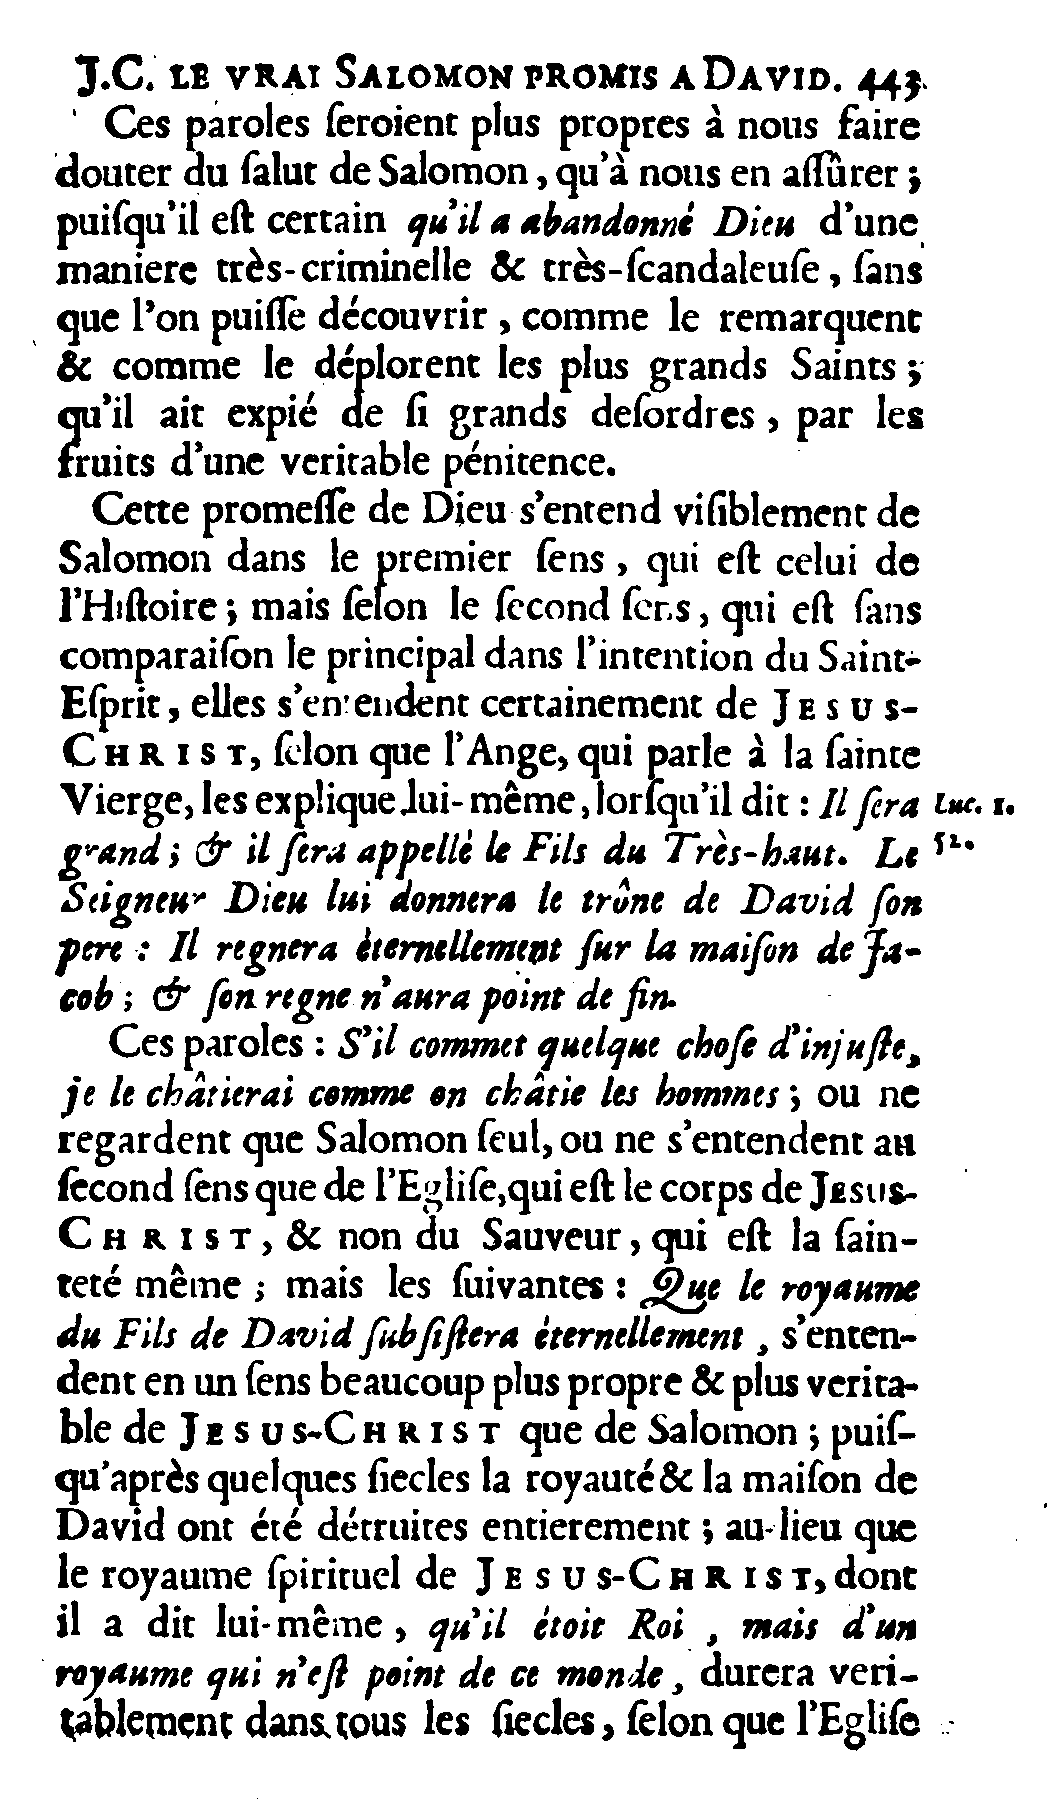 J.C. LE VRAI SALOMON PROMIS A DAVID. 443.
Ces paroles ſeroient plus propres à nous faire
douter du ſalut de Salomon, qu'à nous en aſſûrer;
puiſqu'il eſt certain qu'il a abandonné Dieu d'une
maniere très-criminelle & très-ſcandaleuſe, ſans
que l'on puiſſe découvrir, comme le remarquent
& comme le déplorent les plus grands Saints;
qu'il ait expié de ſi grands deſordres, par les
fruits d'une veritable pénitence.
Cette promeſſe de Dieu s'entend viſiblement de
Salomon dans le premier ſens, qui eſt celui de
l'Hiſtoire; mais ſelon le ſecond ſens, qui eſt ſans
comparaiſon le principal dans l'intention du Saint-
Eſprit, elles s'entendent certainement de JESUS-
CHRIST, ſelon que l'Ange, qui parle à la ſainte
Vierge, les explique lui-même, lorſqu'il dit: Il ſera
Luc. 1.
grand; & il ſera appellé le Fils du Très-haut. Le
52.
Seigneur Dieu lui donnera le trône de David ſon
pere: Il regnera éternellement ſur la maiſon de Ja-
cob; & ſon regne n'aura point de fin.
Ces paroles: S'il commet quelque choſe d'injuſte,
je le châtierai comme on châtie les hommes; ou ne
regardent que Salomon ſeul, ou ne s'entendent au
ſecond ſens que de l'Egliſe, qui eſt le corps de JESUS-
CHRIST, & non du Sauveur, qui eſt la ſain-
teté même; mais les ſuivantes: Que le royaume
du Fils de David ſubſiſtera éternellement, s'enten-
dent en un ſens beaucoup plus propre & plus verita-
ble de JESUS-CHRIST que de Salomon; puiſ-
qu'après quelques ſiecles la royauté & la maiſon de
David ont été détruites entierement; au-lieu que
le royaume ſpirituel de JESUS-CHRIST, dont
il a dit lui-même, qu'il étoit Roi, mais d'un
royaume qui n'eſt point de ce monde, durera veri-
tablement dans tous les ſiecles, ſelon que l'Egliſe